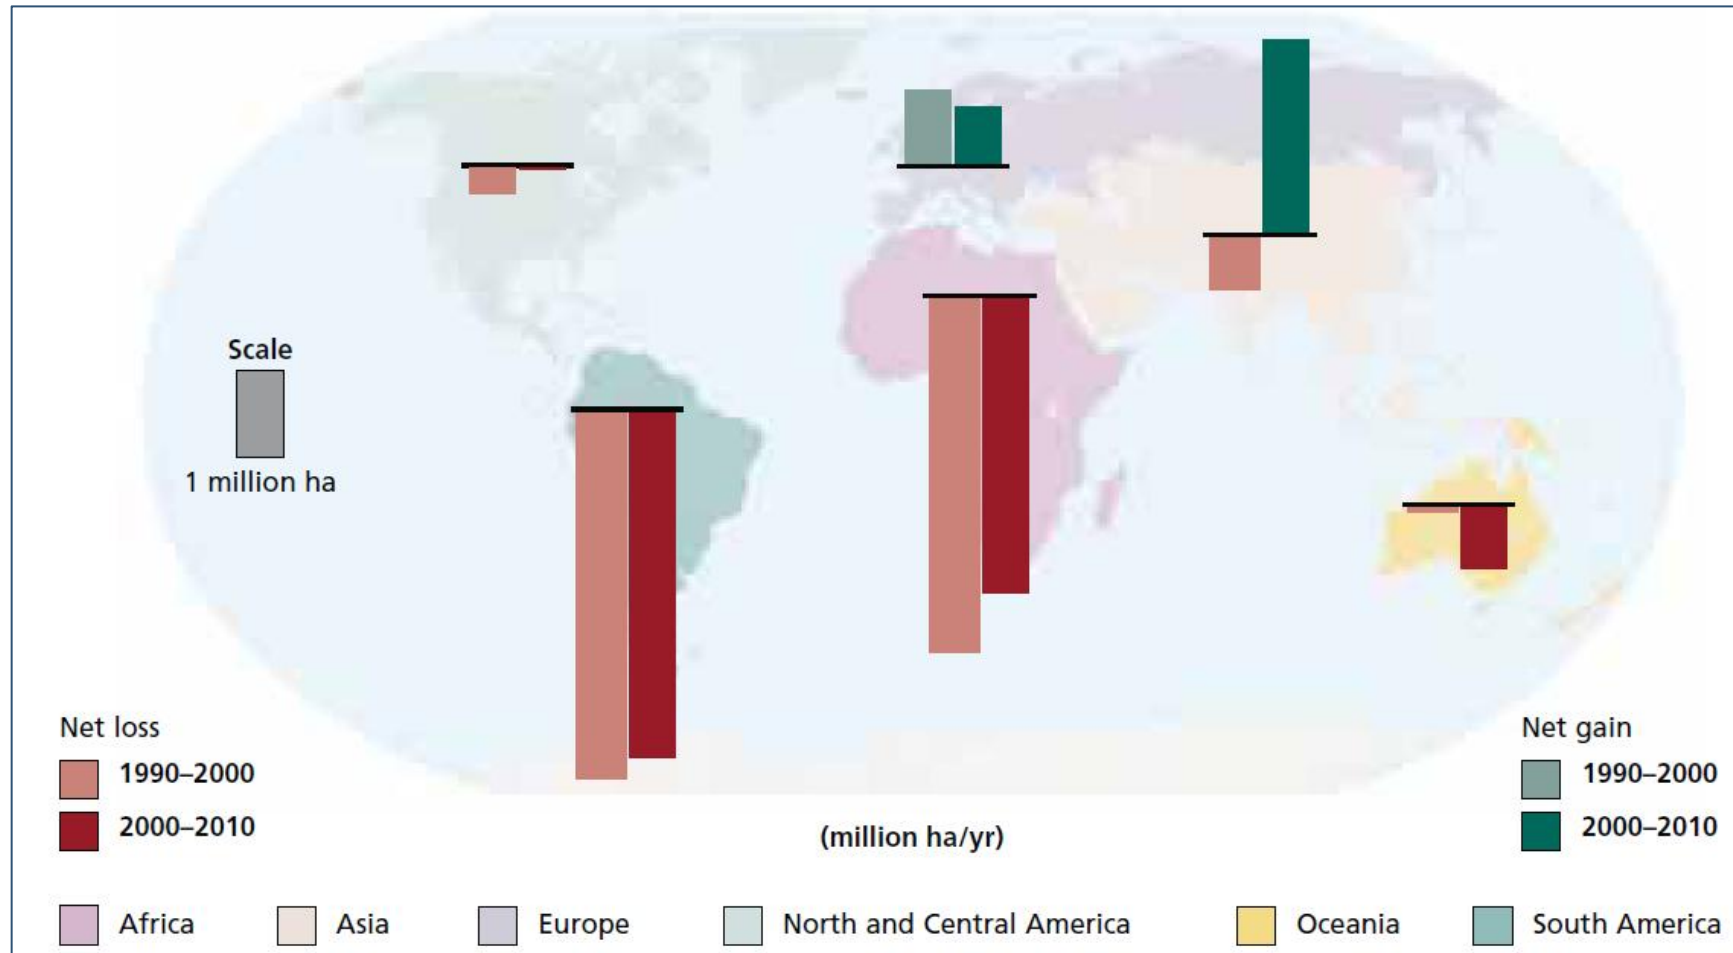 Scale
1 million ha
Net loss
1990–2000
2000–2010
(million ha/yr)
Net gain
1990–2000
2000–2010
Africa
Asia
Europe
North and Central America
Oceania
South America